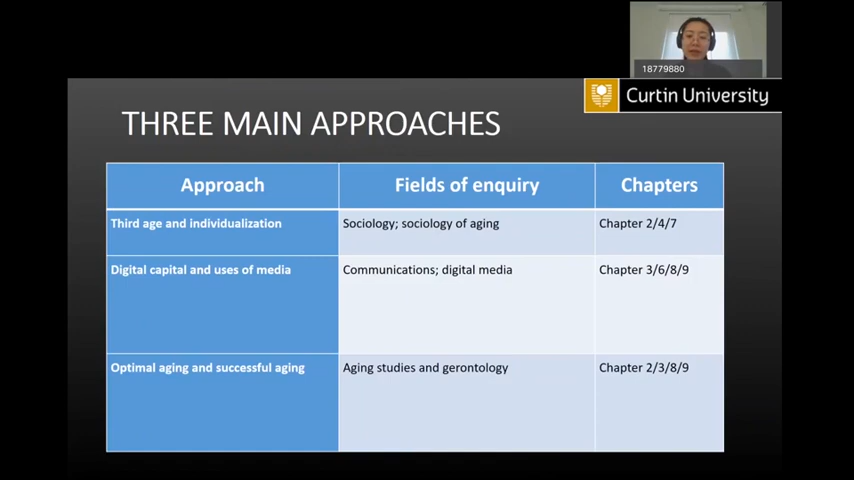 18779880
Curtin University
THREE MAIN APPROACHES
Approach Fields of enquiry Chapters
Third age and individualization Sociology; sociology of aging Chapter 2/4/7
Digital capital and uses of media Communications; digital media Chapter 3/6/8/9
Optimal aging and successful aging Aging studies and gerontology Chapter 2/3/8/9